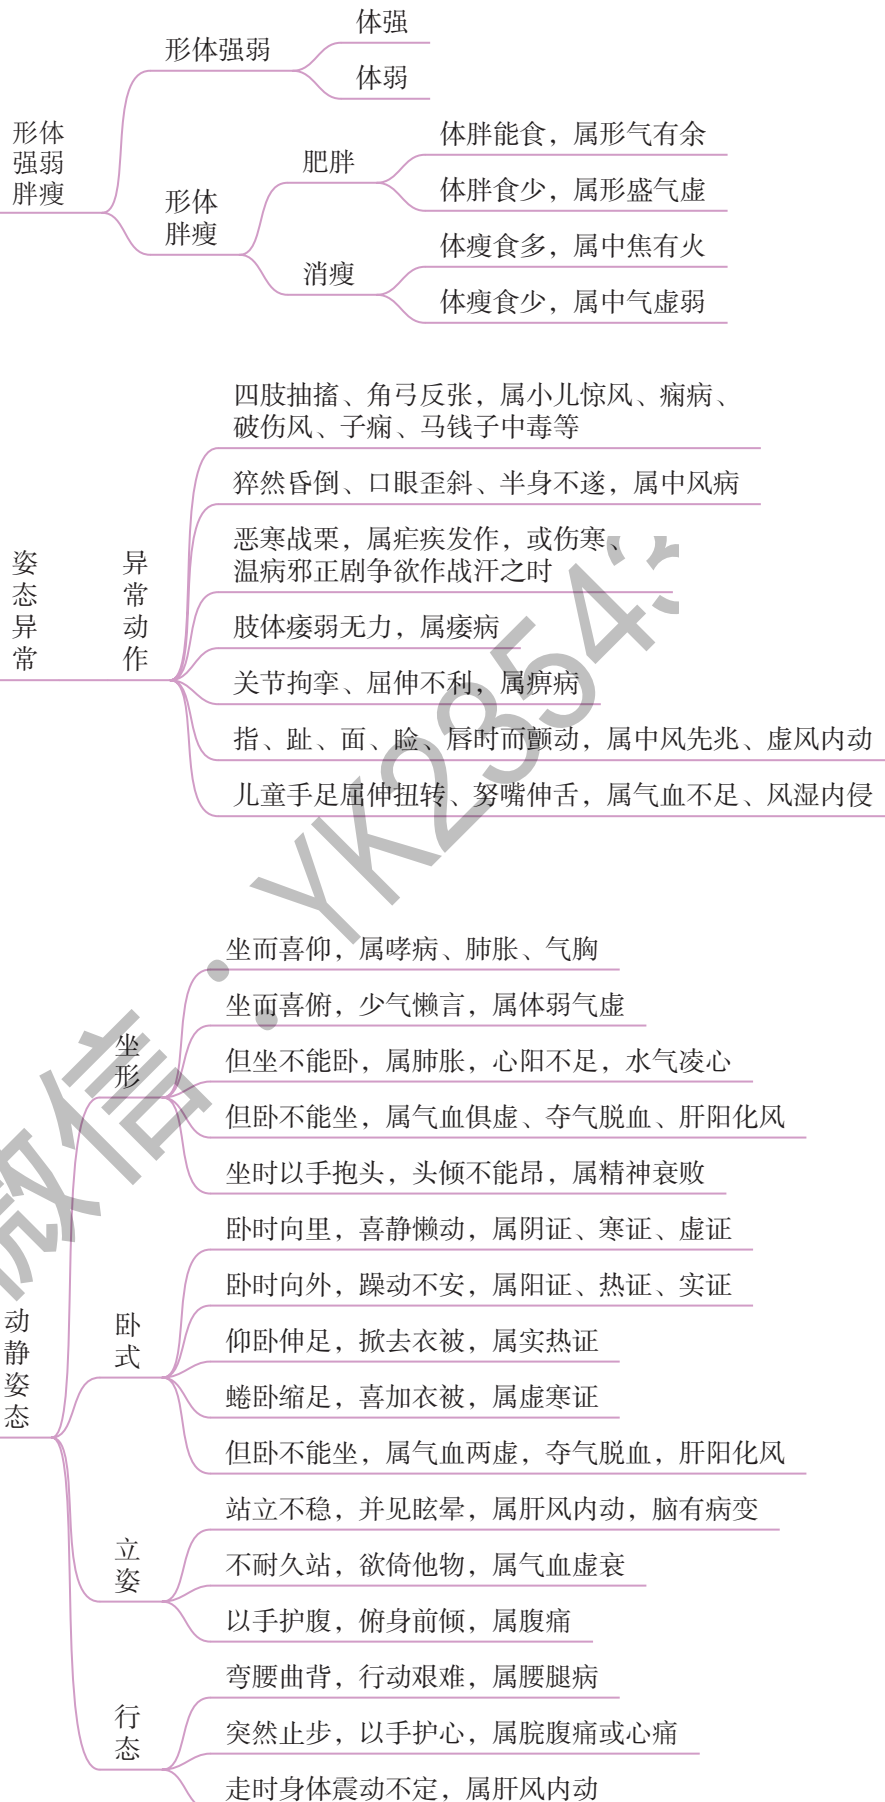 形体强弱
体强
体弱
形体
强弱
胖瘦
形体
胖瘦
肥胖
体胖能食，属形气有余
体胖食少，属形盛气虚
消瘦
体瘦食多，属中焦有火
体瘦食少，属中气虚弱
姿态异常
异常动作
四肢抽搐、角弓反张，属小儿惊风、痫病、
破伤风、子痫、马钱子中毒等
猝然昏倒、口眼歪斜、半身不遂，属中风病
恶寒战栗，属疟疾发作，或伤寒、
温病邪正剧争欲作战汗之时
肢体痿弱无力，属痿病
关节拘挛、屈伸不利，属痹病
指、趾、面、睑、唇时而颤动，属中风先兆、虚风内动
儿童手足屈伸扭转、努嘴伸舌，属气血不足、风湿内侵
动静姿态
坐形
坐而喜仰，属哮病、肺胀、气胸
坐而喜俯，少气懒言，属体弱气虚
但坐不能卧，属肺胀，心阳不足，水气凌心
但卧不能坐，属气血俱虚、夺气脱血、肝阳化风
坐时以手抱头，头倾不能昂，属精神衰败
卧式
卧时向里，喜静懒动，属阴证、寒证、虚证
卧时向外，躁动不安，属阳证、热证、实证
仰卧伸足，掀去衣被，属实热证
蜷卧缩足，喜加衣被，属虚寒证
但卧不能坐，属气血两虚，夺气脱血，肝阳化风
立姿
站立不稳，并见眩晕，属肝风内动，脑有病变
不耐久站，欲倚他物，属气血虚衰
以手护腹，俯身前倾，属腹痛
行态
弯腰曲背，行动艰难，属腰腿病
突然止步，以手护心，属脘腹痛或心痛
走时身体震动不定，属肝风内动
微信：YK23543